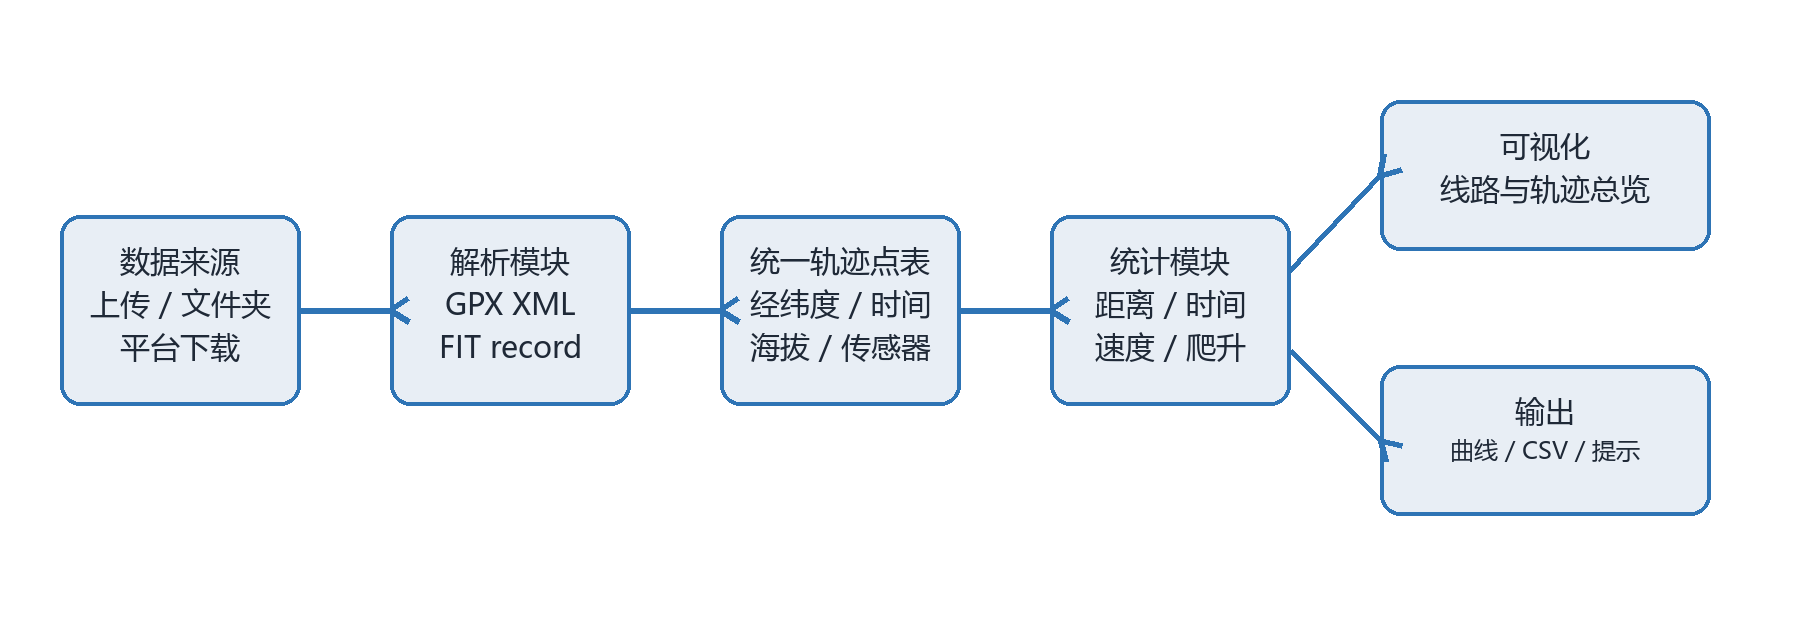 数据来源
上传 / 文件夹
平台下载
解析模块
GPX XML
FIT record
统一轨迹点表
经纬度 / 时间
海拔 / 传感器
统计模块
距离 / 时间
速度 / 爬升
可视化
线路与轨迹总览
输出
曲线 / CSV / 提示